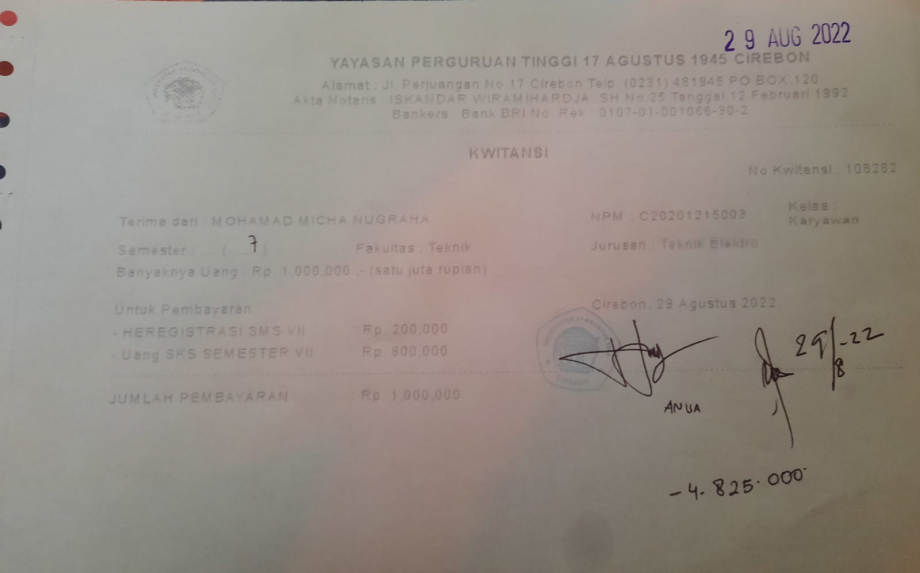 29 AUG 2022
YAYASAN PERGURUAN TINGGI 17 AGUSTUS 1945 CIREBON
Alamat : Jl. Perjuangan No 17 Cirebon Telp. (0231) 481945 PO BOX 120
Akta Notaris : ISKANDAR WIRAMIHARDJA. SH No.26 Tanggal 12 Februari 1992
Bankers : Bank BRI No. Rek : 0107-01-001066-30-2
KWITANSI
No Kwitansi : 108282
Terima dari : MOHAMAD MICHA NUGRAHA NPM : C20201215003 Kelas : Karyawan
Semester : ... ( ...7 ) Fakultas : Teknik Jurusan : Teknik Elektro
Banyaknya Uang : Rp. 1,000,000 ,- (satu juta rupiah)
Untuk Pembayaran : Cirebon, 29 Agustus 2022
- HEREGISTRASI SMS VII : Rp. 200,000
- Uang SKS SEMESTER VII : Rp. 800,000
29/8-22
JUMLAH PEMBAYARAN : Rp. 1,000,000
-4.825.000